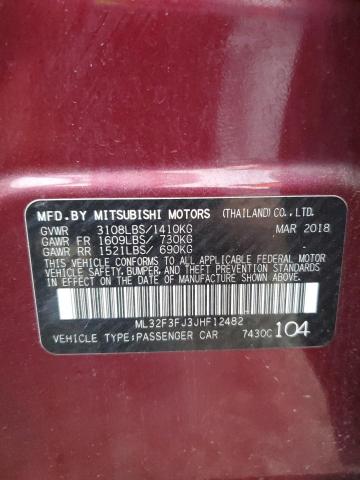 MFD.BY MITSUBISHI MOTORS (THAILAND) CO.,LTD.
GVWR 3108LBS/1410KG MAR 2018
GAWR FR 1609LBS/ 730KG
GAWR RR 1521LBS/ 690KG
THIS VEHICLE CONFORMS TO ALL APPLICABLE FEDERAL MOTOR VEHICLE
SAFETY, BUMPER, AND THEFT PREVENTION STANDARDS IN EFFECT ON THE DATE
OF MANUFACTURE SHOWN ABOVE.
ML32F3FJ3JHF12482
VEHICLE TYPE:PASSENGER CAR 7430C 104